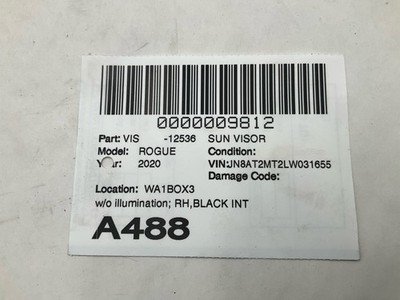 0000009812
Part: VIS -12536 SUN VISOR
Model: ROGUE Condition:
Year: 2020 VIN:JN8AT2MT2LW031655
Damage Code:
Location: WA1BOX3
w/o illumination; RH,BLACK INT
A488